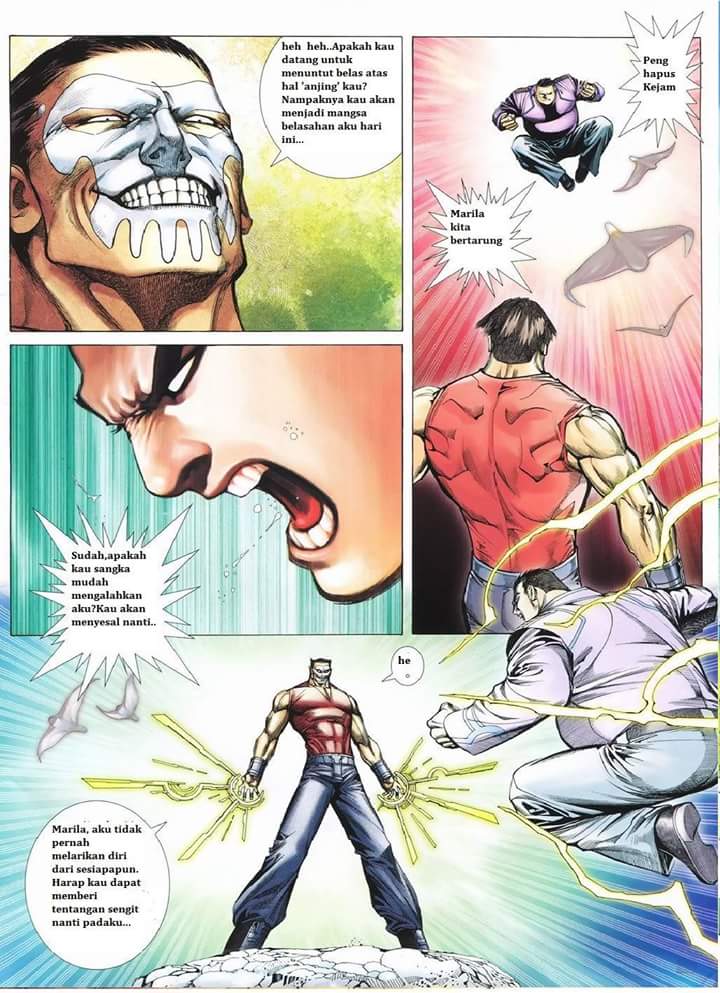 heh heh..Apakah kau
datang untuk
menuntut belas atas
hal 'anjing' kau?
Nampaknya kau akan
menjadi mangsa
belasahan aku hari
ini...
Peng
hapus
Kejam
Marila
kita
bertarung
Sudah,apakah
kau sangka
mudah
mengalahkan
aku?Kau akan
menyesal nanti..
he
Marila, aku tidak
pernah
melarikan diri
dari sesiapapun.
Harap kau dapat
memberi
tentangan sengit
nanti padaku...